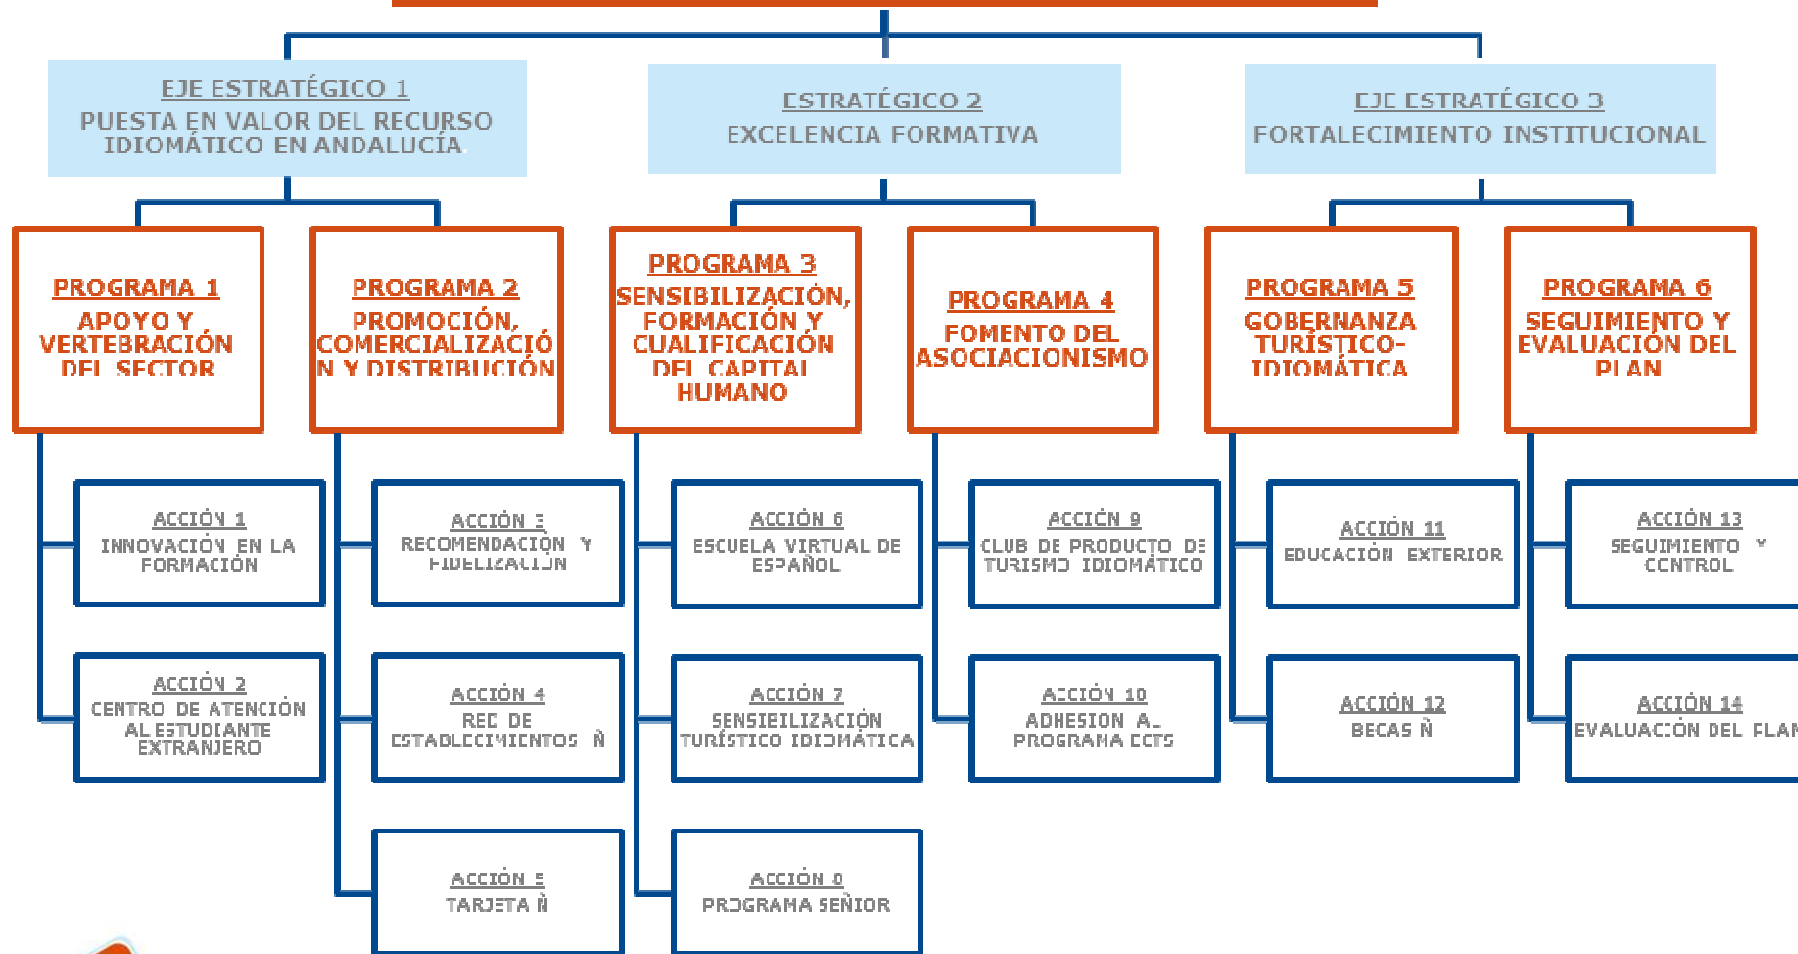 EJE ESTRATÉGICO 1
PUESTA EN VALOR DEL RECURSO
IDIOMÁTICO EN ANDALUCÍA.
ESTRATÉGICO 2
EXCELENCIA FORMATIVA
EJE ESTRATÉGICO 3
FORTALECIMIENTO INSTITUCIONAL
PROGRAMA 1
APOYO Y
VERTEBRACIÓN
DEL SECTOR
PROGRAMA 2
PROMOCIÓN,
COMERCIALIZACIÓ
N Y DISTRIBUCIÓN
PROGRAMA 3
SENSIBILIZACIÓN,
FORMACIÓN Y
CUALIFICACIÓN
DEL CAPITAL
HUMANO
PROGRAMA 4
FOMENTO DEL
ASOCIACIONISMO
PROGRAMA 5
GOBERNANZA
TURÍSTICO-
IDIOMÁTICA
PROGRAMA 6
SEGUIMIENTO Y
EVALUACIÓN DEL
PLAN
ACCIÓN 1
INNOVACIÓN EN LA
FORMACIÓN
ACCIÓN 3
RECOMENDACIÓN Y
FIDELIZACIÓN
ACCIÓN 6
ESCUELA VIRTUAL DE
ESPAÑOL
ACCIÓN 9
CLUB DE PRODUCTO DE
TURISMO IDIOMÁTICO
ACCIÓN 11
EDUCACIÓN EXTERIOR
ACCIÓN 13
SEGUIMIENTO Y
CONTROL
ACCIÓN 2
CENTRO DE ATENCIÓN
AL ESTUDIANTE
EXTRANJERO
ACCIÓN 4
RED DE
ESTABLECIMIENTOS Ñ
ACCIÓN 7
SENSIBILIZACIÓN
TURÍSTICO IDIOMÁTICA
ACCIÓN 10
ADHESION AL
PROGRAMA ECTS
ACCIÓN 12
BECAS Ñ
ACCIÓN 14
EVALUACIÓN DEL PLAN
ACCIÓN 5
TARJETA Ñ
ACCIÓN 8
PROGRAMA SEÑIOR